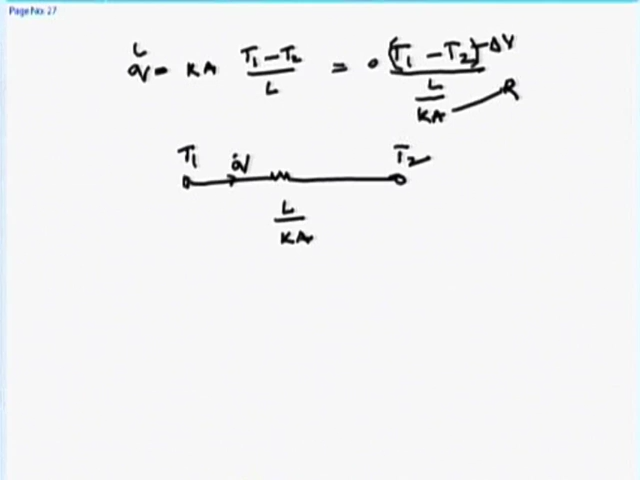 Page No: 27
i
q = KA (T₁ - T₂)/L = (T₁ - T₂)/(L/KA) - ΔV
R
T₁ q̇ T₂
L/KA